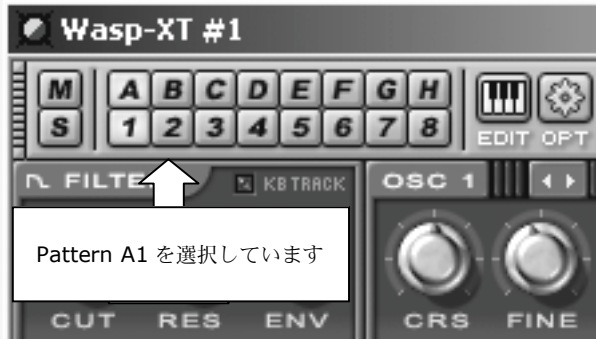 Wasp-XT #1
M A B C D E F G H
S 1 2 3 4 5 6 7 8
EDIT OPT
FILTE KB TRACK OSC 1
Pattern A1 を選択しています
CUT RES ENV CRS FINE